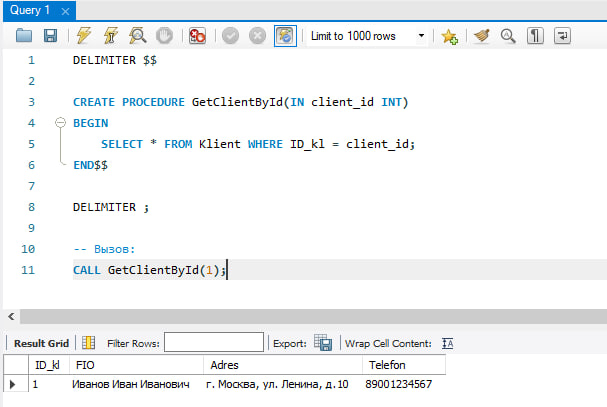 Query 1
Limit to 1000 rows
1 DELIMITER $$
2
3 CREATE PROCEDURE GetClientById(IN client_id INT)
4 BEGIN
5 SELECT * FROM Klient WHERE ID_kl = client_id;
6 END$$
7
8 DELIMITER ;
9
10 -- Вызов:
11 CALL GetClientById(1);
Result Grid Filter Rows: Export: Wrap Cell Content:
ID_kl FIO Adres Telefon
1 Иванов Иван Иванович г. Москва, ул. Ленина, д.10 89001234567